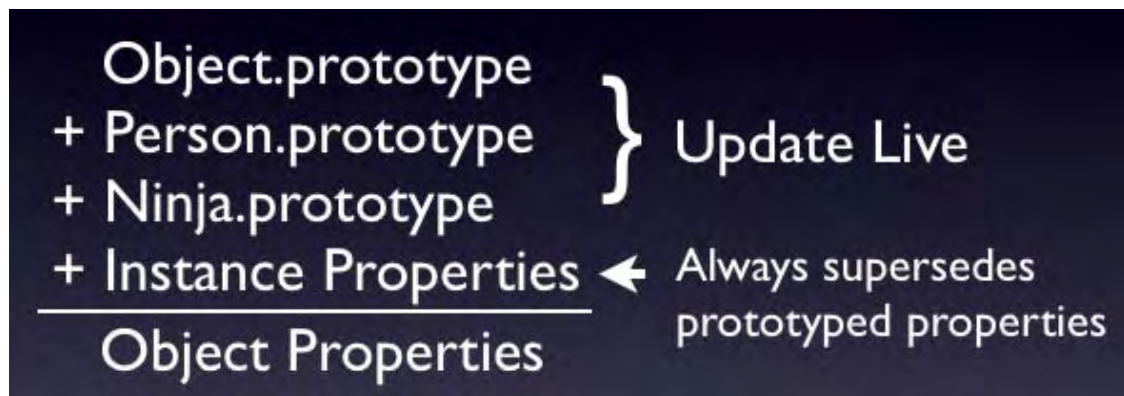 Object.prototype
+ Person.prototype
+ Ninja.prototype
+ Instance Properties
Object Properties
} Update Live
Always supersedes
prototyped properties